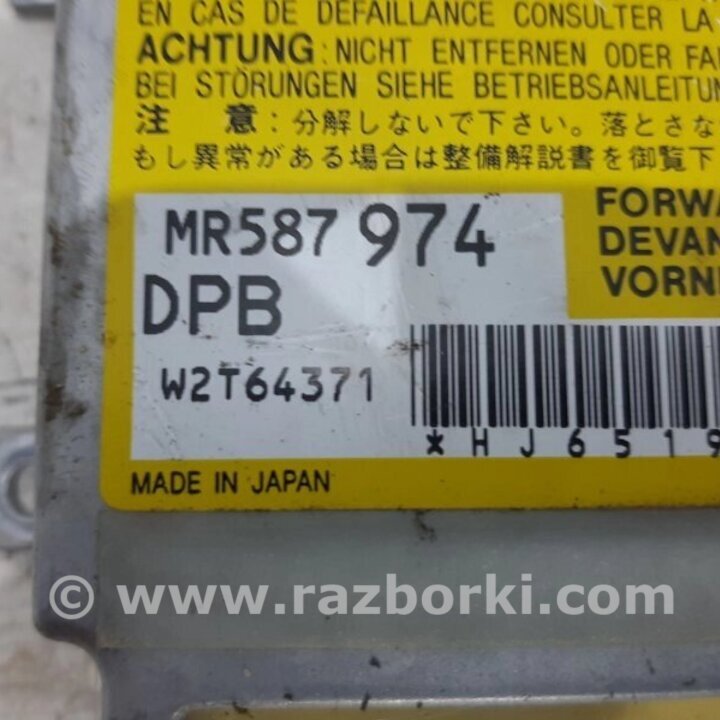 EN CAS DE DEFAILLANCE CONSULTER LA
ACHTUNG: NICHT ENTFERNEN ODER
BEI STÖRUNGEN SIEHE BETRIEBSANLEITUN
注 意:分解しないで下さい。落とさな
もし異常がある場合は整備解説書を御覧下
MR587 974
DPB
W2T64371
FORWA
DEVAN
VORN
*HJ6519
MADE IN JAPAN
© www.razborki.com